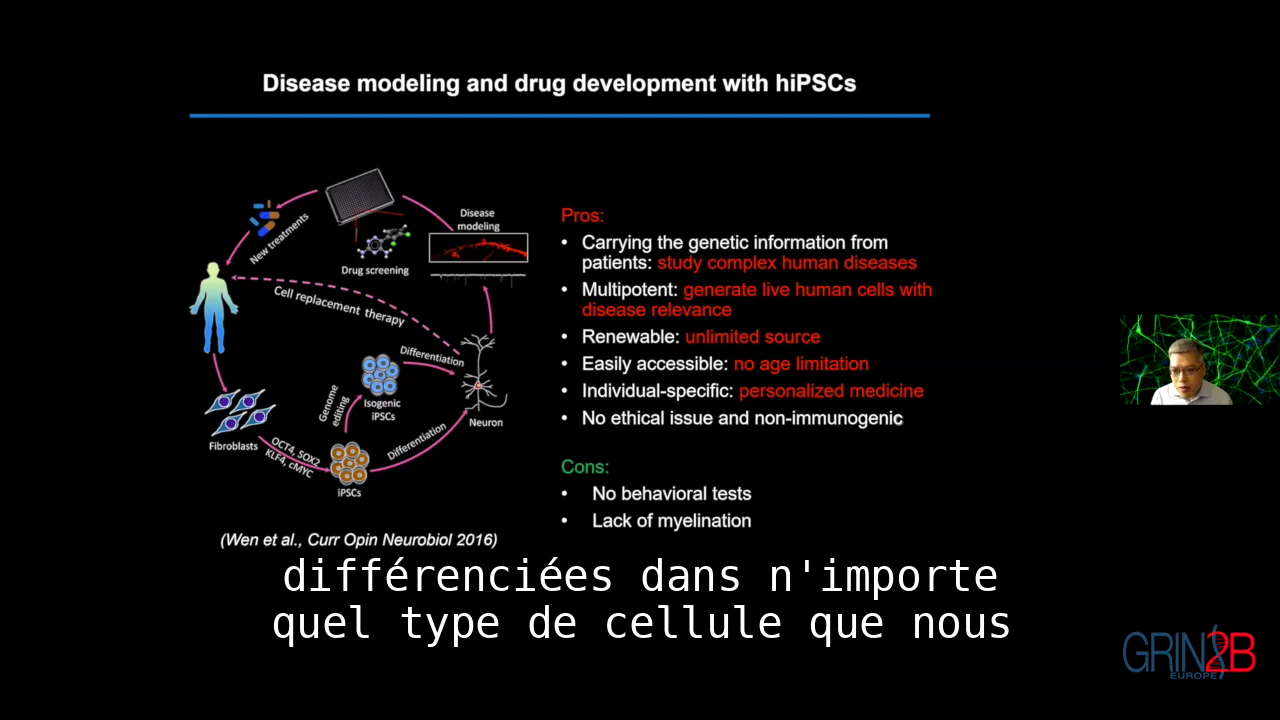 Disease modeling and drug development with hiPSCs
New treatments
Drug screening
Disease
modeling
Cell replacement therapy
Differentiation
Genome
editing
Isogenic
iPSCs
Neuron
Fibroblasts
OCT4, SOX2
KLF4, cMYC
Differentiation
iPSCs
(Wen et al., Curr Opin Neurobiol 2016)
Pros:
• Carrying the genetic information from
patients: study complex human diseases
• Multipotent: generate live human cells with
disease relevance
• Renewable: unlimited source
• Easily accessible: no age limitation
• Individual-specific: personalized medicine
• No ethical issue and non-immunogenic
Cons:
• No behavioral tests
• Lack of myelination
différenciées dans n'importe
quel type de cellule que nous
GRIN2B
EUROPE